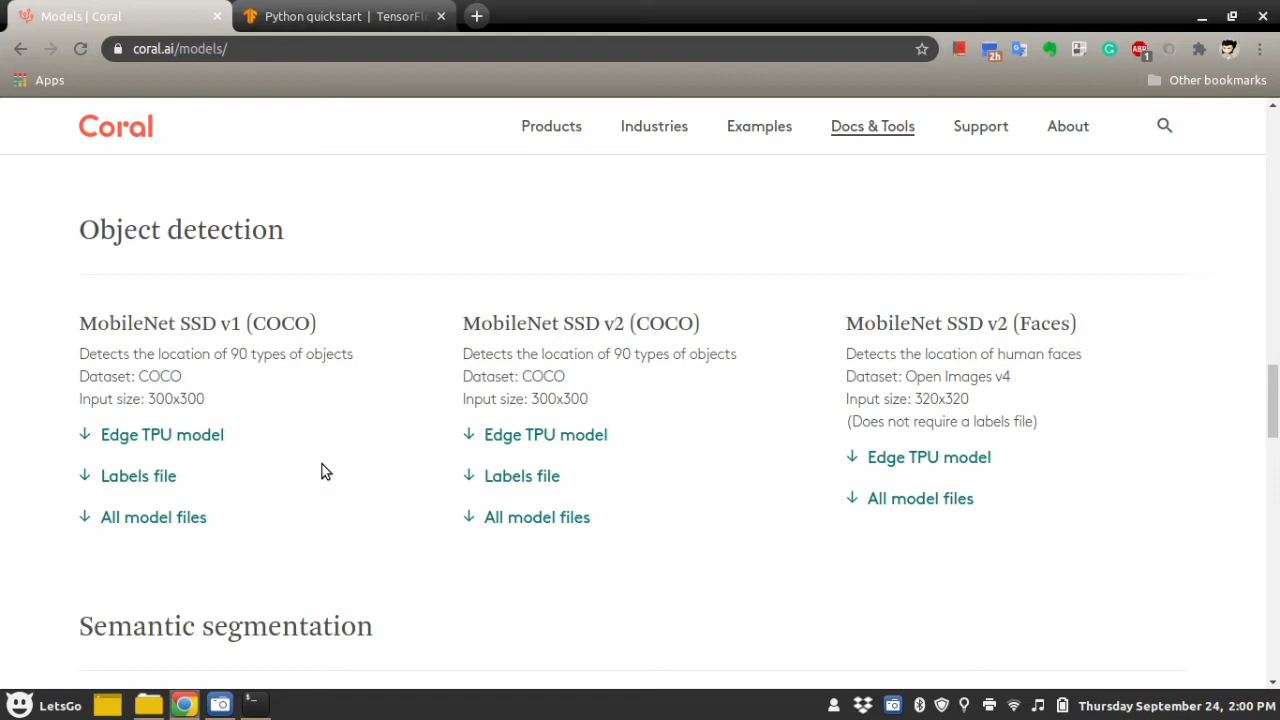 Models | Coral
Python quickstart | TensorFl
coral.ai/models/
2h
ABP
1
Apps
Other bookmarks
Coral
Products
Industries
Examples
Docs & Tools
Support
About
Object detection
MobileNet SSD v1 (COCO)
Detects the location of 90 types of objects
Dataset: COCO
Input size: 300x300
↓ Edge TPU model
↓ Labels file
↓ All model files
MobileNet SSD v2 (COCO)
Detects the location of 90 types of objects
Dataset: COCO
Input size: 300x300
↓ Edge TPU model
↓ Labels file
↓ All model files
MobileNet SSD v2 (Faces)
Detects the location of human faces
Dataset: Open Images v4
Input size: 320x320
(Does not require a labels file)
↓ Edge TPU model
↓ All model files
Semantic segmentation
LetsGo
Thursday September 24, 2:00 PM